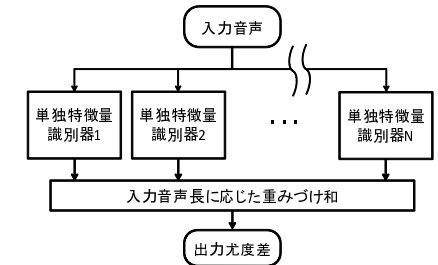 入力音声
単独特徴量
識別器1
単独特徴量
識別器2
...
単独特徴量
識別器N
入力音声長に応じた重みづけ和
出力尤度差